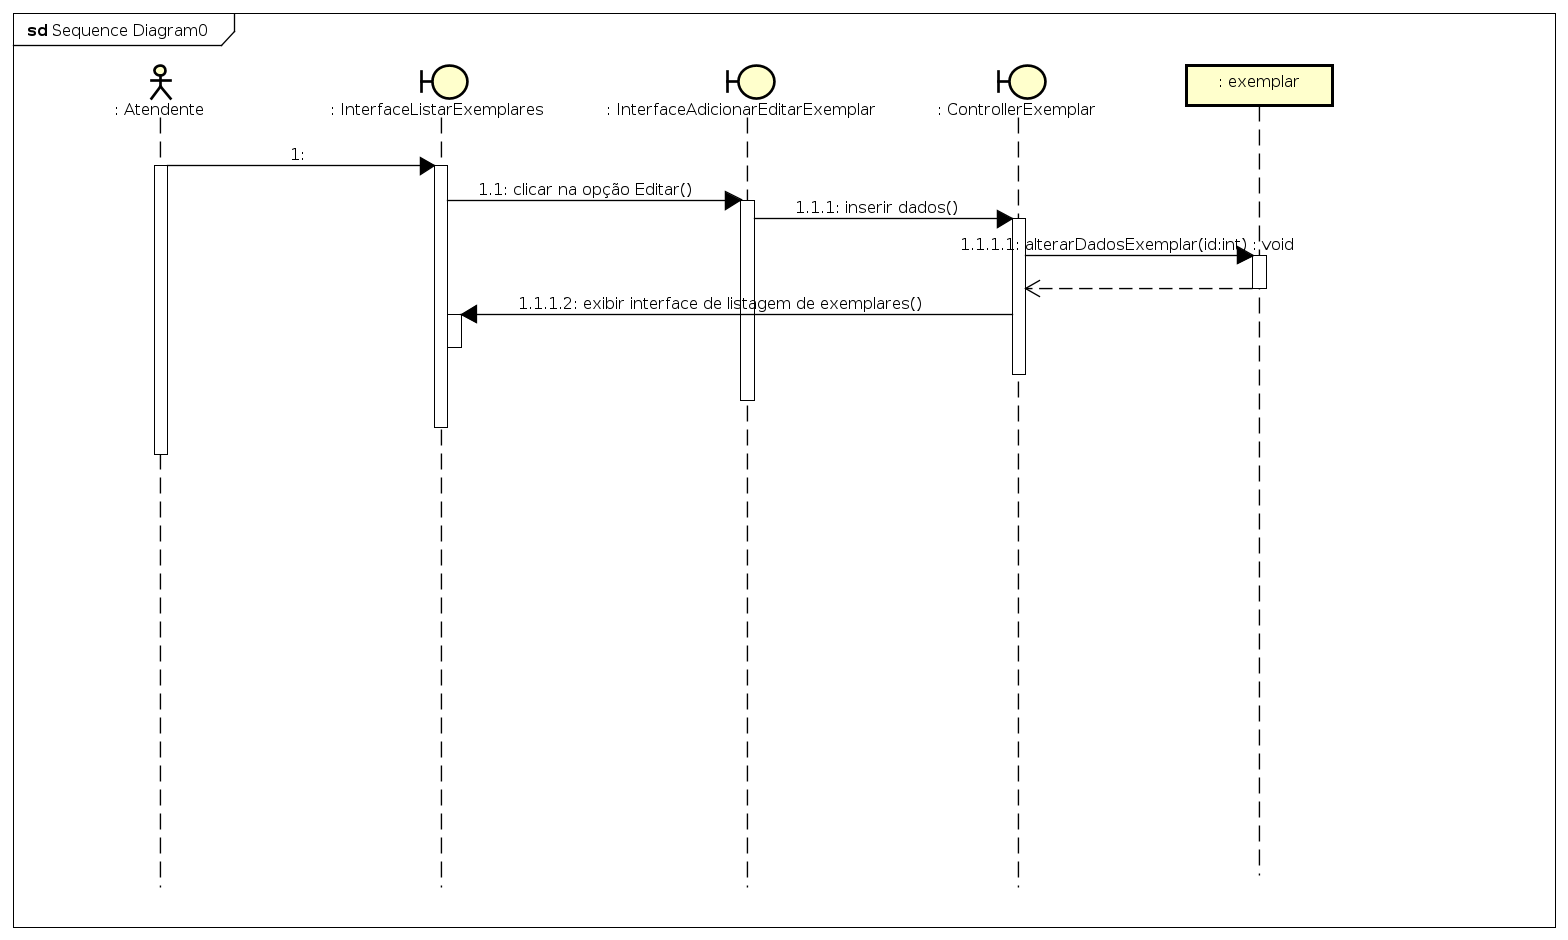 sd Sequence Diagram0
: Atendente
: InterfaceListarExemplares
: InterfaceAdicionarEditarExemplar
: ControllerExemplar
: exemplar
1:
1.1: clicar na opção Editar()
1.1.1: inserir dados()
1.1.1.1: alterarDadosExemplar(id:int) : void
1.1.1.2: exibir interface de listagem de exemplares()